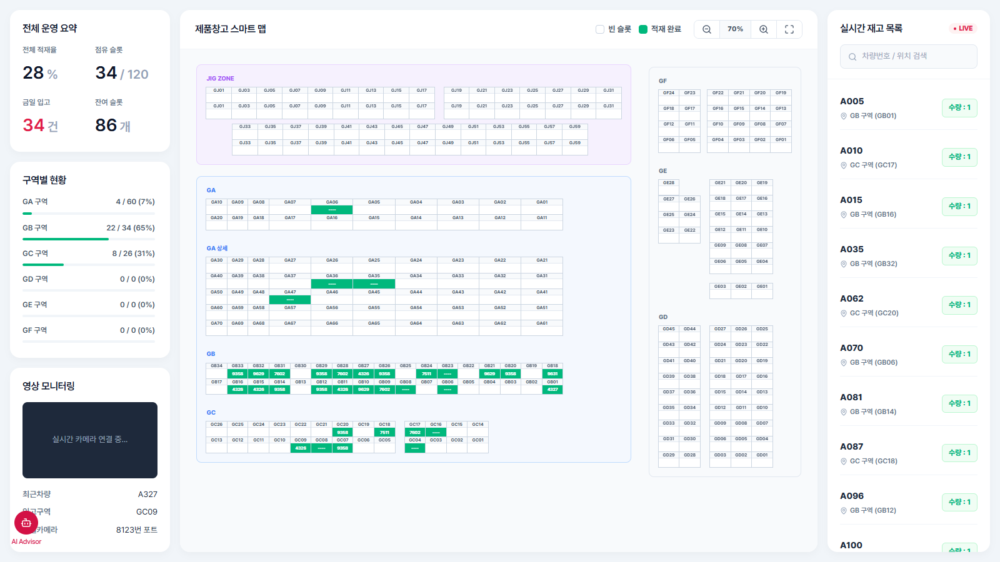 전체 운영 요약
전체 적재율
점유 슬롯
28 %
34 / 120
금일 입고
잔여 슬롯
34 건
86 개
구역별 현황
GA 구역 4 / 60 (7%)
GB 구역 22 / 34 (65%)
GC 구역 8 / 26 (31%)
GD 구역 0 / 0 (0%)
GE 구역 0 / 0 (0%)
GF 구역 0 / 0 (0%)
영상 모니터링
실시간 카메라 연결 중...
최근차량 A327
GC09
카메라 8123번 포트
AI Advisor
제품창고 스마트 맵
빈 슬롯 적재 완료 70%
JIG ZONE
GJ01 GJ03 GJ05 GJ07 GJ09 GJ11 GJ13 GJ15 GJ17 GJ19 GJ21 GJ23 GJ25 GJ27 GJ29 GJ31
GJ01 GJ03 GJ05 GJ07 GJ09 GJ11 GJ13 GJ15 GJ17 GJ19 GJ21 GJ23 GJ25 GJ27 GJ29 GJ31
GJ33 GJ35 GJ37 GJ39 GJ41 GJ43 GJ45 GJ47 GJ49 GJ51 GJ53 GJ55 GJ57 GJ59
GJ33 GJ35 GJ37 GJ39 GJ41 GJ43 GJ45 GJ47 GJ49 GJ51 GJ53 GJ55 GJ57 GJ59
GA
GA10 GA09 GA08 GA07 GA06 GA05 GA04 GA03 GA02 GA01
----
GA20 GA19 GA18 GA17 GA16 GA15 GA14 GA13 GA12 GA11
GA 상세
GA30 GA29 GA28 GA27 GA26 GA25 GA24 GA23 GA22 GA21
GA40 GA39 GA38 GA37 GA36 GA35 GA34 GA33 GA32 GA31
---- ----
GA50 GA49 GA48 GA47 GA46 GA45 GA44 GA43 GA42 GA41
----
GA60 GA59 GA58 GA57 GA56 GA55 GA54 GA53 GA52 GA51
GA70 GA69 GA68 GA67 GA66 GA65 GA64 GA63 GA62 GA61
GB
GB34 GB33 GB32 GB31 GB30 GB29 GB28 GB27 GB26 GB25 GB24 GB23 GB22 GB21 GB20 GB19 GB18
9358 9629 7602 9358 7602 4326 9358 7511 ---- 9629 9358 9631
GB17 GB16 GB15 GB14 GB13 GB12 GB11 GB10 GB09 GB08 GB07 GB06 GB05 GB04 GB03 GB02 GB01
4326 4326 9358 9358 4326 9629 7602 ---- ---- 4327
GC
GC26 GC25 GC24 GC23 GC22 GC21 GC20 GC19 GC18 GC17 GC16 GC15 GC14
9358 7511 7602 ----
GC13 GC12 GC11 GC10 GC09 GC08 GC07 GC06 GC05 GC04 GC03 GC02 GC01
4326 ---- 9358 ----
GF
GF24 GF23 GF22 GF21 GF20 GF19
GF18 GF17 GF16 GF15 GF14 GF13
GF12 GF11 GF10 GF09 GF08 GF07
GF06 GF05 GF04 GF03 GF02 GF01
GE
GE28 GE21 GE20 GE19
GE27 GE26 GE18 GE17 GE16
GE25 GE24 GE15 GE14 GE13
GE23 GE22 GE12 GE11 GE10
GE09 GE08 GE07
GE06 GE05 GE04
GE03 GE02 GE01
GD
GD45 GD44 GD27 GD26 GD25
GD43 GD42 GD24 GD23 GD22
GD41 GD40 GD21 GD20 GD19
GD39 GD38 GD18 GD17 GD16
GD37 GD36 GD15 GD14 GD13
GD35 GD34 GD12 GD11 GD10
GD33 GD32 GD09 GD08 GD07
GD31 GD30 GD06 GD05 GD04
GD29 GD28 GD03 GD02 GD01
실시간 재고 목록
LIVE
차량번호 / 위치 검색
A005
GB 구역 (GB01)
수량 : 1
A010
GC 구역 (GC17)
수량 : 1
A015
GB 구역 (GB16)
수량 : 1
A035
GB 구역 (GB32)
수량 : 1
A062
GC 구역 (GC20)
수량 : 1
A070
GB 구역 (GB06)
수량 : 1
A081
GB 구역 (GB14)
수량 : 1
A087
GC 구역 (GC18)
수량 : 1
A096
GB 구역 (GB12)
수량 : 1
A100
수량 : 1